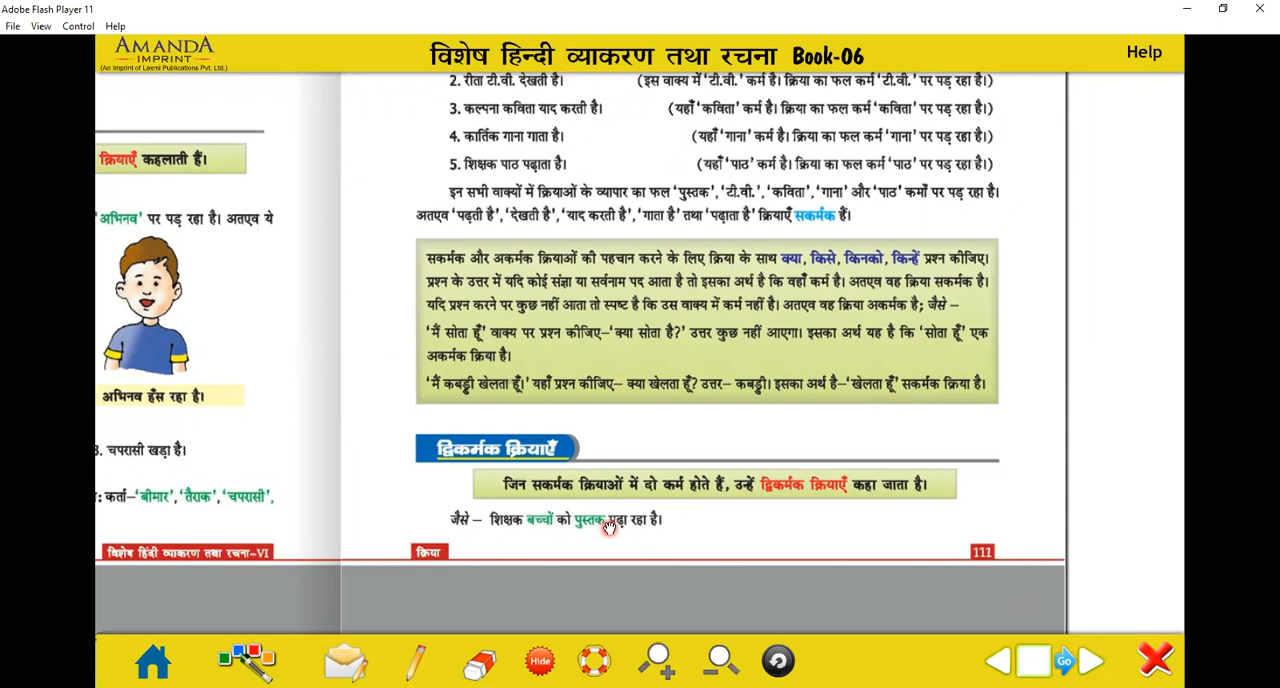 Adobe Flash Player 11
File View Control Help
AMANDA
IMPRINT
(An Imprint of Laxmi Publications Pvt. Ltd.)
विशेष हिन्दी व्याकरण तथा रचना Book-06
Help
क्रियाएँ कहलाती हैं।
'अभिनव' पर पड़ रहा है। अतएव ये
अभिनव हँस रहा है।
3. चपरासी खड़ा है।
: कर्ता–'बीमार', 'तैराक', 'चपरासी',
विशेष हिंदी व्याकरण तथा रचना-VI
2. रीता टी.वी. देखती है। (इस वाक्य में 'टी.वी.' कर्म है। क्रिया का फल कर्म 'टी.वी.' पर पड़ रहा है।)
3. कल्पना कविता याद करती है। (यहाँ 'कविता' कर्म है। क्रिया का फल कर्म 'कविता' पर पड़ रहा है।)
4. कार्तिक गाना गाता है। (यहाँ 'गाना' कर्म है। क्रिया का फल कर्म 'गाना' पर पड़ रहा है।)
5. शिक्षक पाठ पढ़ाता है। (यहाँ 'पाठ' कर्म है। क्रिया का फल कर्म 'पाठ' पर पड़ रहा है।)
इन सभी वाक्यों में क्रियाओं के व्यापार का फल 'पुस्तक', 'टी.वी.', 'कविता', 'गाना' और 'पाठ' कर्मों पर पड़ रहा है।
अतएव 'पढ़ती है', 'देखती है', 'याद करती है', 'गाता है' तथा 'पढ़ाता है' क्रियाएँ सकर्मक हैं।
सकर्मक और अकर्मक क्रियाओं की पहचान करने के लिए क्रिया के साथ क्या, किसे, किनको, किन्हें प्रश्न कीजिए।
प्रश्न के उत्तर में यदि कोई संज्ञा या सर्वनाम पद आता है तो इसका अर्थ है कि वहाँ कर्म है। अतएव वह क्रिया सकर्मक है।
यदि प्रश्न करने पर कुछ नहीं आता तो स्पष्ट है कि उस वाक्य में कर्म नहीं है। अतएव वह क्रिया अकर्मक है; जैसे –
'मैं सोता हूँ' वाक्य पर प्रश्न कीजिए–'क्या सोता है?' उत्तर कुछ नहीं आएगा। इसका अर्थ यह है कि 'सोता हूँ' एक
अकर्मक क्रिया है।
'मैं कबड्डी खेलता हूँ।' यहाँ प्रश्न कीजिए– क्या खेलता हूँ? उत्तर– कबड्डी। इसका अर्थ है–'खेलता हूँ' सकर्मक क्रिया है।
द्विकर्मक क्रियाएँ
जिन सकर्मक क्रियाओं में दो कर्म होते हैं, उन्हें द्विकर्मक क्रियाएँ कहा जाता है।
जैसे – शिक्षक बच्चों को पुस्तक पढ़ा रहा है।
क्रिया 111
Hide
Go